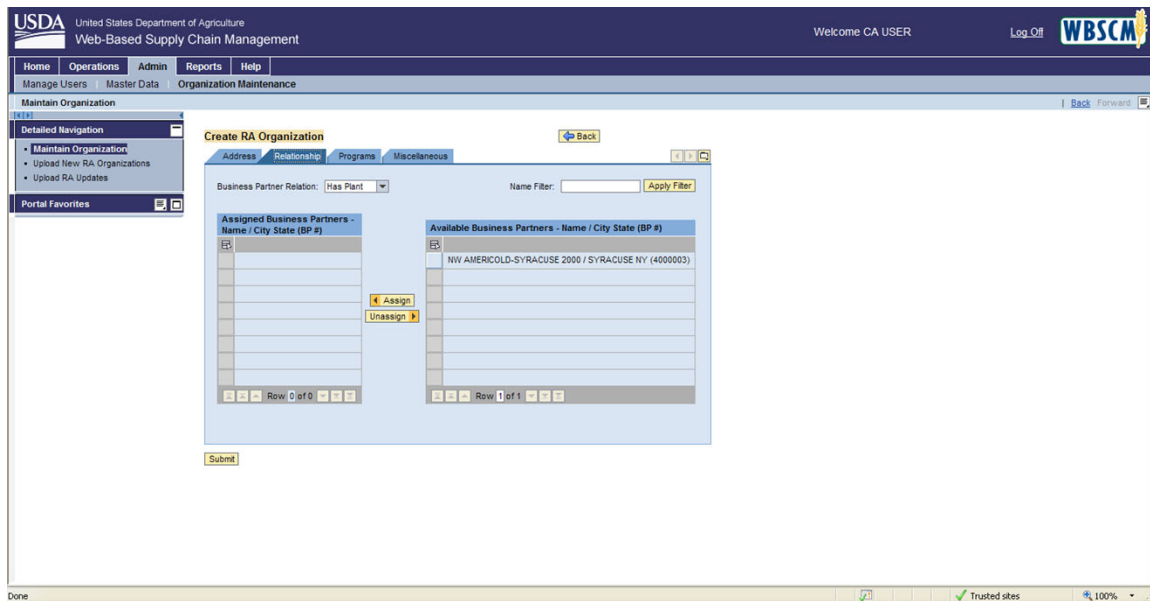 USDA United States Department of Agriculture
Web-Based Supply Chain Management
Welcome CA USER
Log Off
WBSCM
Home Operations Admin Reports Help
Manage Users | Master Data | Organization Maintenance
Maintain Organization
| Back Forward
Detailed Navigation
• Maintain Organization
• Upload New RA Organizations
• Upload RA Updates
Portal Favorites
Create RA Organization
Back
Address Relationship Programs Miscellaneous
Business Partner Relation: Has Plant
Name Filter:
Apply Filter
Assigned Business Partners -
Name / City State (BP #)
Available Business Partners - Name / City State (BP #)
NW AMERICOLD-SYRACUSE 2000 / SYRACUSE NY (4000003)
Assign
Unassign
Row 0 of 0
Row 1 of 1
Submit
Done
Trusted sites
100%